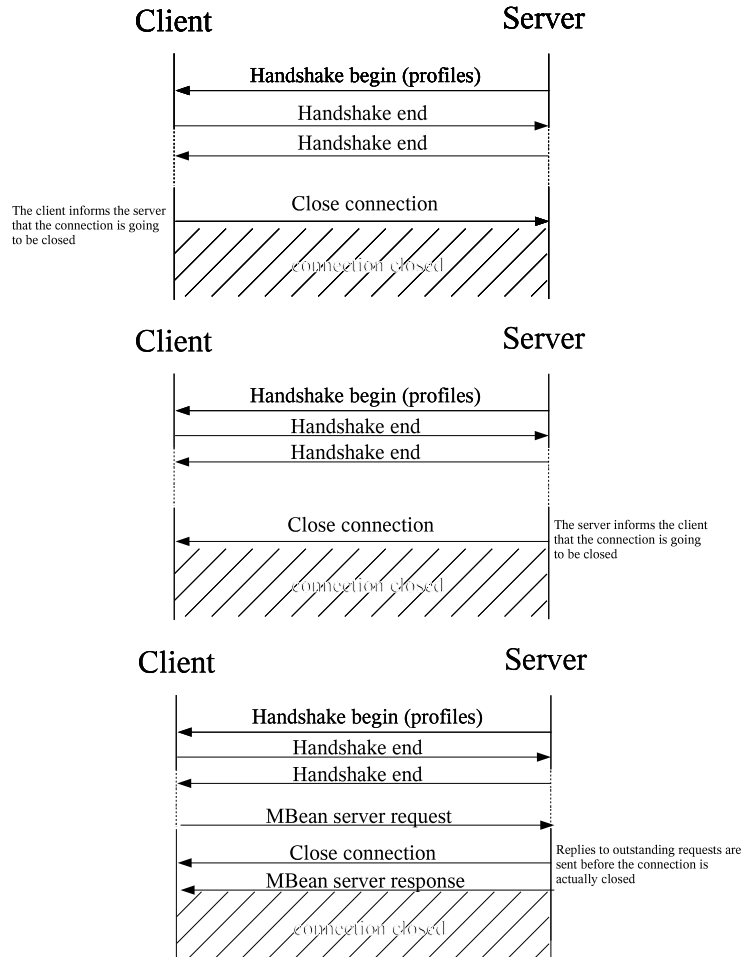 Client
Server
Handshake begin (profiles)
Handshake end
Handshake end
Close connection
The client informs the server
that the connection is going
to be closed
connection closed
Client
Server
Handshake begin (profiles)
Handshake end
Handshake end
Close connection
The server informs the client
that the connection is going
to be closed
connection closed
Client
Server
Handshake begin (profiles)
Handshake end
Handshake end
MBean server request
Close connection
Replies to outstanding requests are
sent before the connection is
actually closed
MBean server response
connection closed